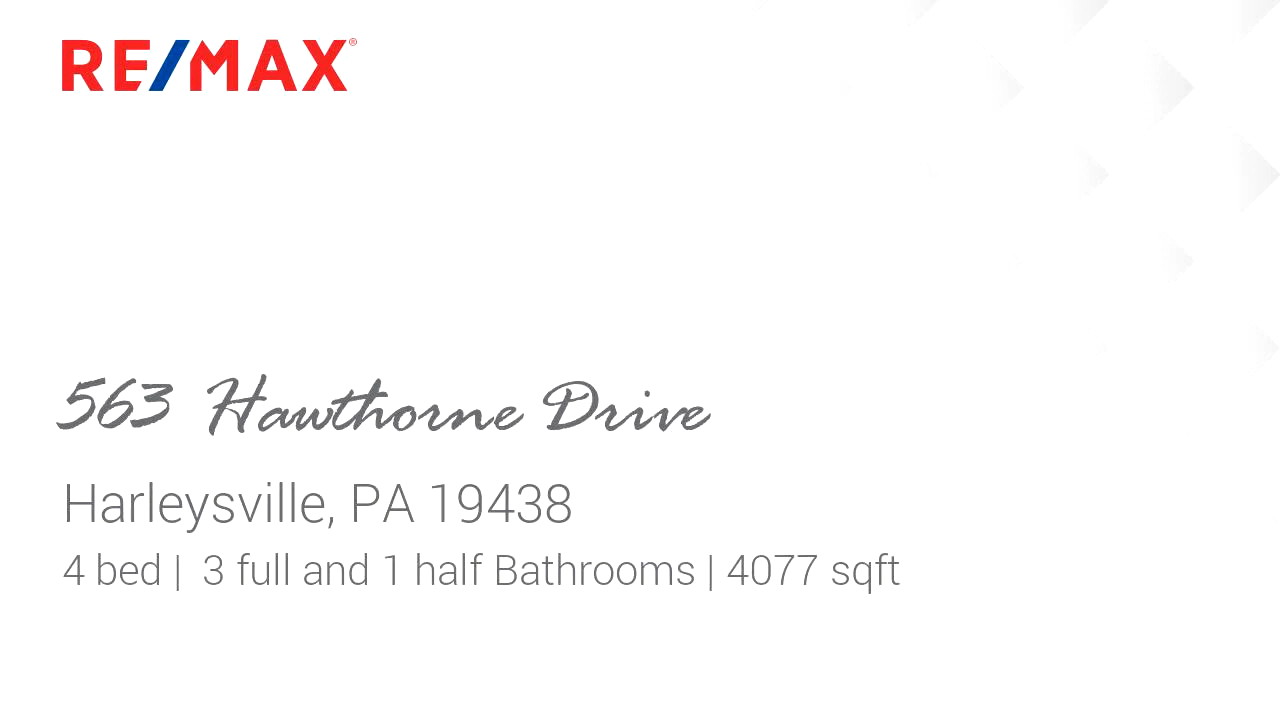 RE/MAX®
563 Hawthorne Drive
Harleysville, PA 19438
4 bed | 3 full and 1 half Bathrooms | 4077 sqft